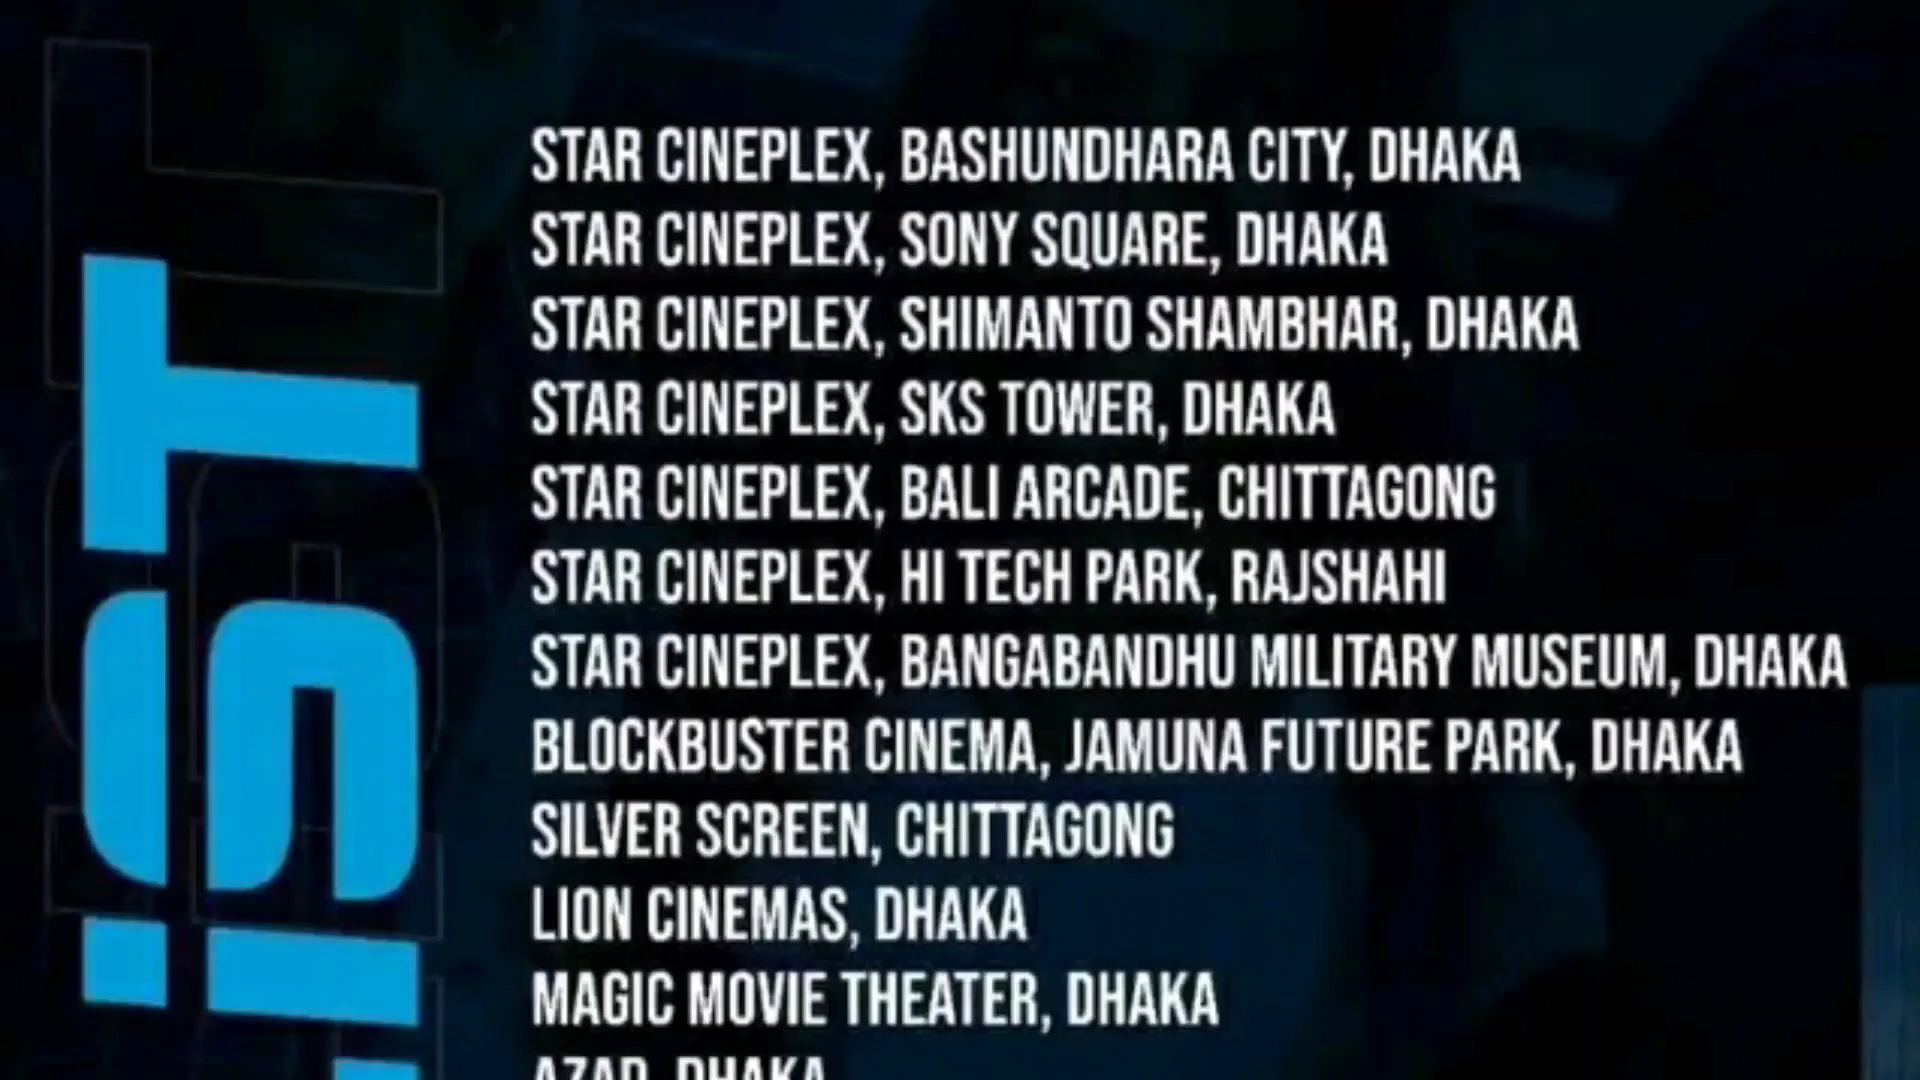 STAR CINEPLEX, BASHUNDHARA CITY, DHAKA
STAR CINEPLEX, SONY SQUARE, DHAKA
STAR CINEPLEX, SHIMANTO SHAMBHAR, DHAKA
STAR CINEPLEX, SKS TOWER, DHAKA
STAR CINEPLEX, BALI ARCADE, CHITTAGONG
STAR CINEPLEX, HI TECH PARK, RAJSHAHI
STAR CINEPLEX, BANGABANDHU MILITARY MUSEUM, DHAKA
BLOCKBUSTER CINEMA, JAMUNA FUTURE PARK, DHAKA
SILVER SCREEN, CHITTAGONG
LION CINEMAS, DHAKA
MAGIC MOVIE THEATER, DHAKA
AZAD, DHAKA